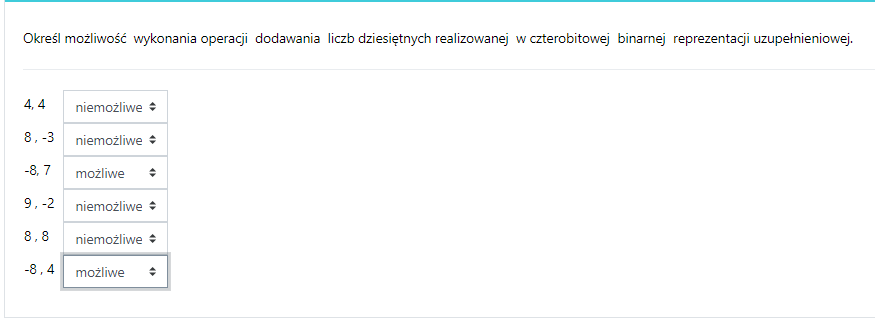 Określ możliwość wykonania operacji dodawania liczb dziesiętnych realizowanej w czterobitowej binarnej reprezentacji uzupełnieniowej.
4, 4 niemożliwe
8 , -3 niemożliwe
-8, 7 możliwe
9 , -2 niemożliwe
8 , 8 niemożliwe
-8 , 4 możliwe